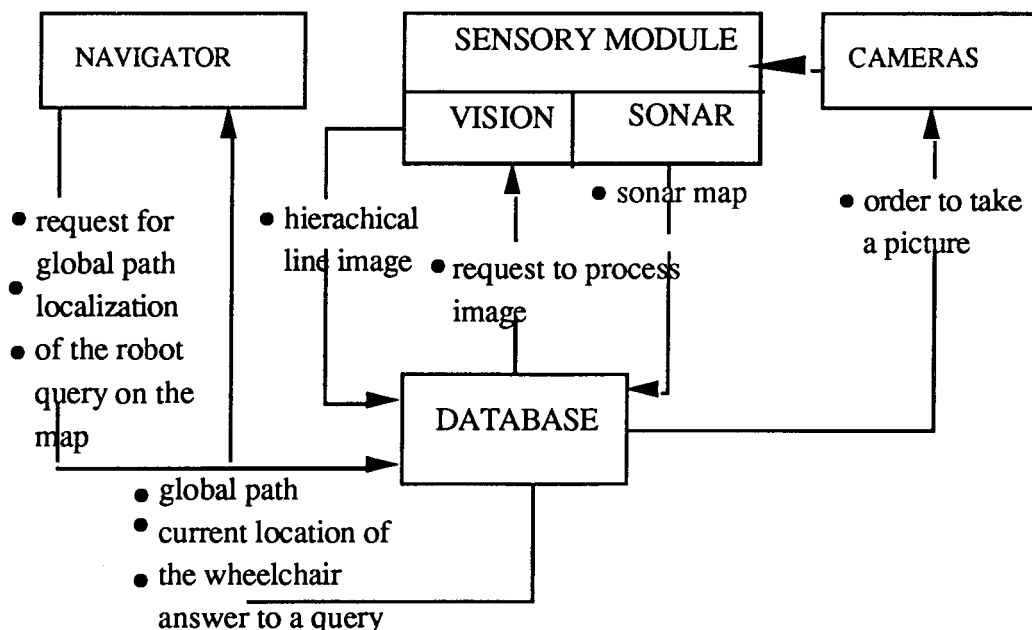 NAVIGATOR
SENSORY MODULE
VISION
SONAR
CAMERAS
• request for
global path
• localization
• of the robot
query on the
map
• hierachical
line image
• request to process
image
• sonar map
• order to take
a picture
DATABASE
• global path
• current location of
• the wheelchair
answer to a query